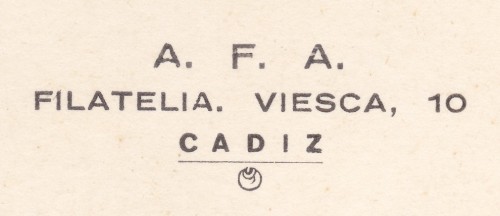 A. F. A.
FILATELIA. VIESCA, 10
CADIZ